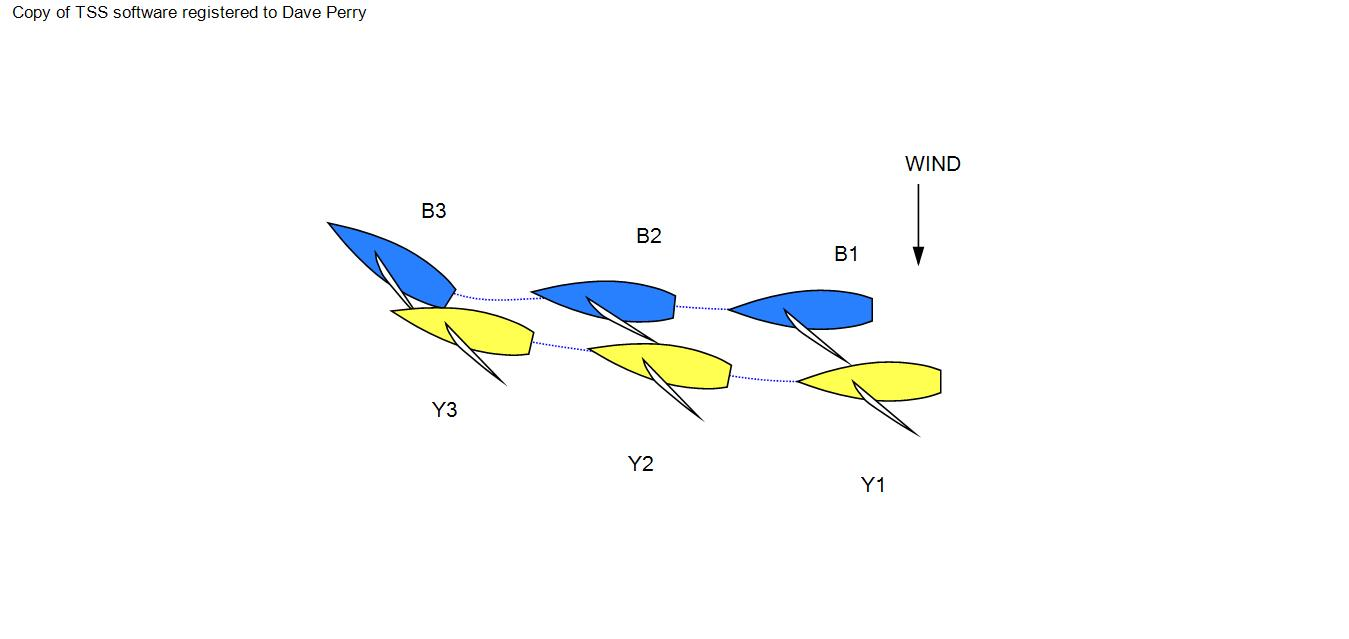 Copy of TSS software registered to Dave Perry
WIND
B3
B2
B1
Y3
Y2
Y1